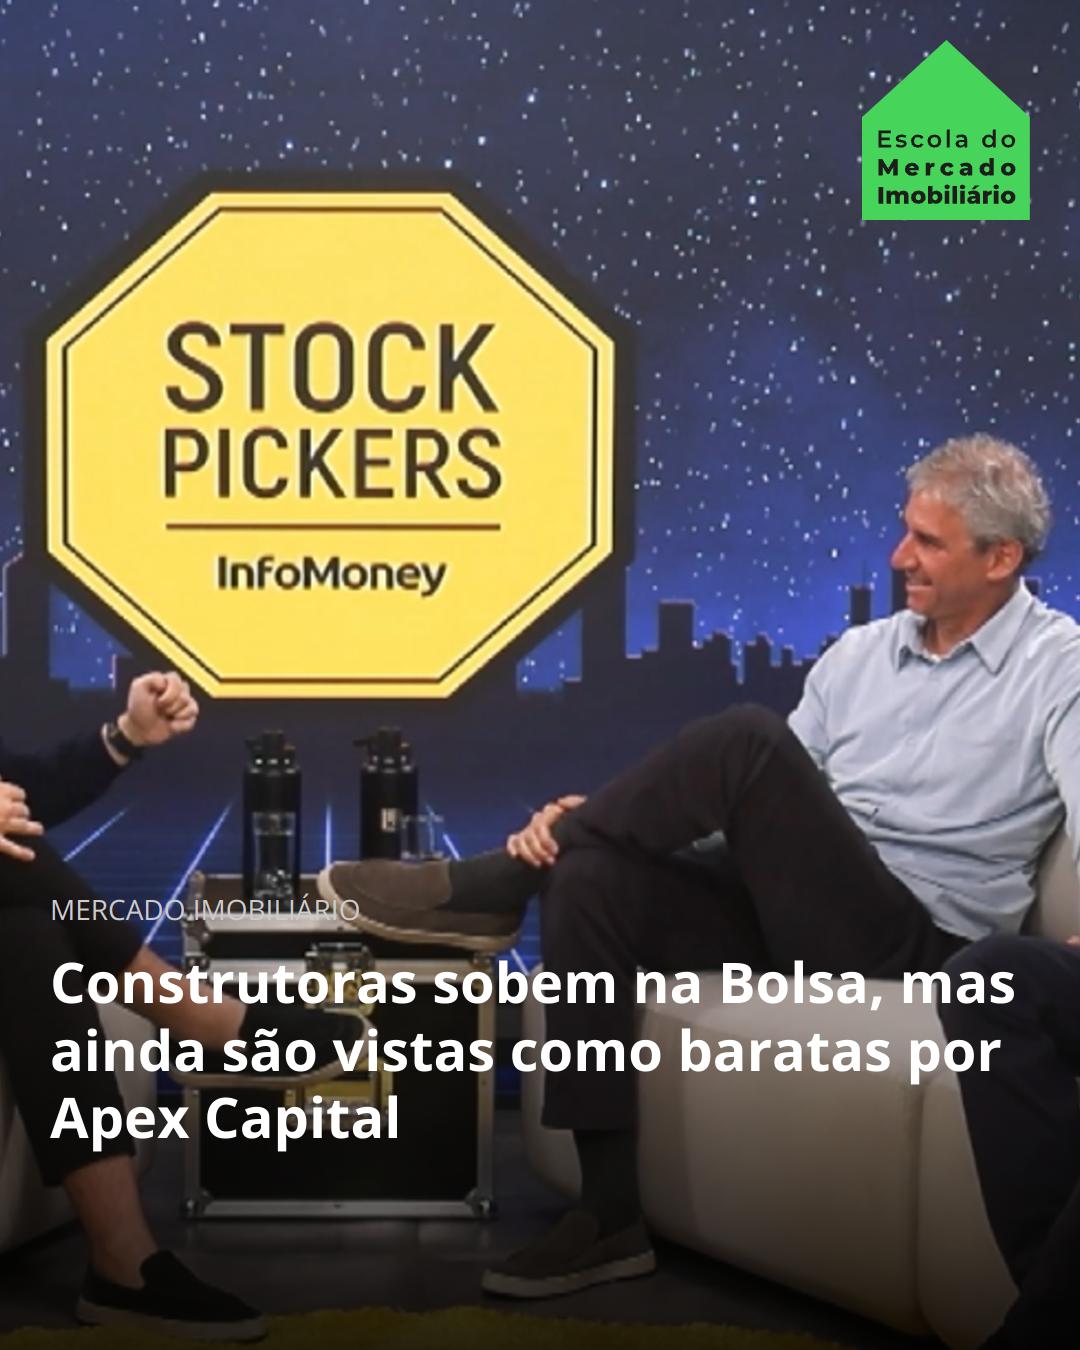 Escola do
Mercado
Imobiliário
STOCK
PICKERS
InfoMoney
MERCADO IMOBILIÁRIO
Construtoras sobem na Bolsa, mas
ainda são vistas como baratas por
Apex Capital